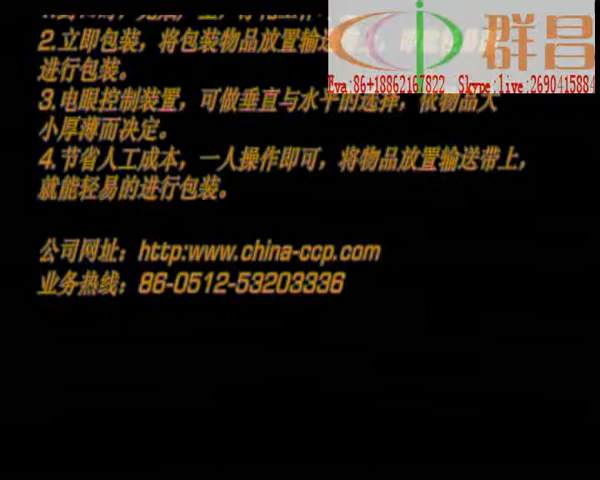 2.立即包装，将包装物品放置输送
进行包装。
3.电眼控制装置，可做垂直与水平的选择，依物品大
小厚薄而决定。
4.节省人工成本，一人操作即可，将物品放置输送带上，
就能轻易的进行包装。
公司网址：http:www.china-ccp.com
业务热线：86-0512-53203336
群昌
Eva:86+18862167822 Skype:live:2690415884